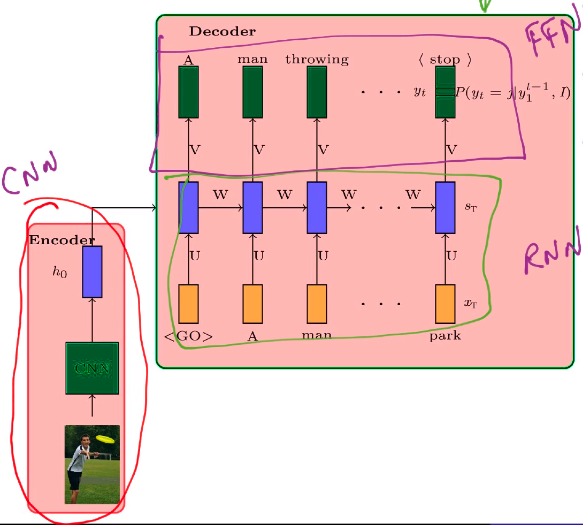 Decoder
FFN
A man throwing ⟨ stop ⟩
· · · y_t P(y_t = j|y_1^{t-1}, I)
V V V V
CNN
W W W · · · W s_T
Encoder
h_0
RNN
U U U U
· · · x_T
<GO> A man park
CNN